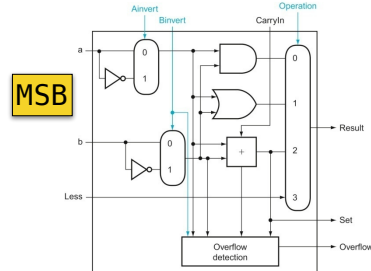 Operation
Ainvert
Binvert
CarryIn
a
0
1
0
1
MSB
b
0
1
+
2
Result
Less
3
Set
Overflow
detection
Overflow